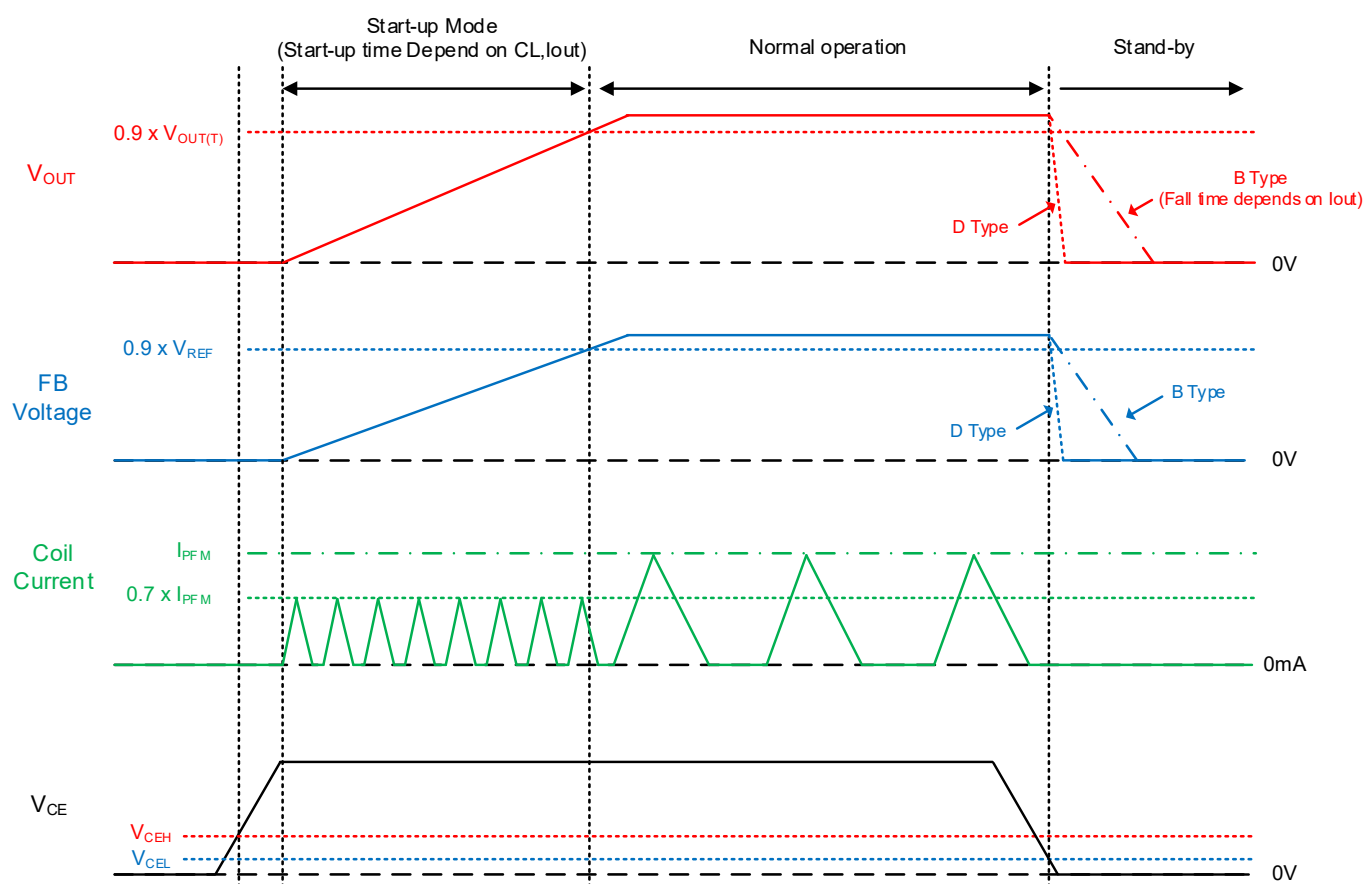 Start-up Mode
(Start-up time Depend on CL,Iout)
Normal operation
Stand-by
0.9 x VOUT(T)
VOUT
B Type
(Fall time depends on Iout)
D Type
0V
0.9 x VREF
FB
Voltage
B Type
D Type
0V
Coil
Current
IPFM
0.7 x IPFM
0mA
VCE
VCEH
VCEL
0V